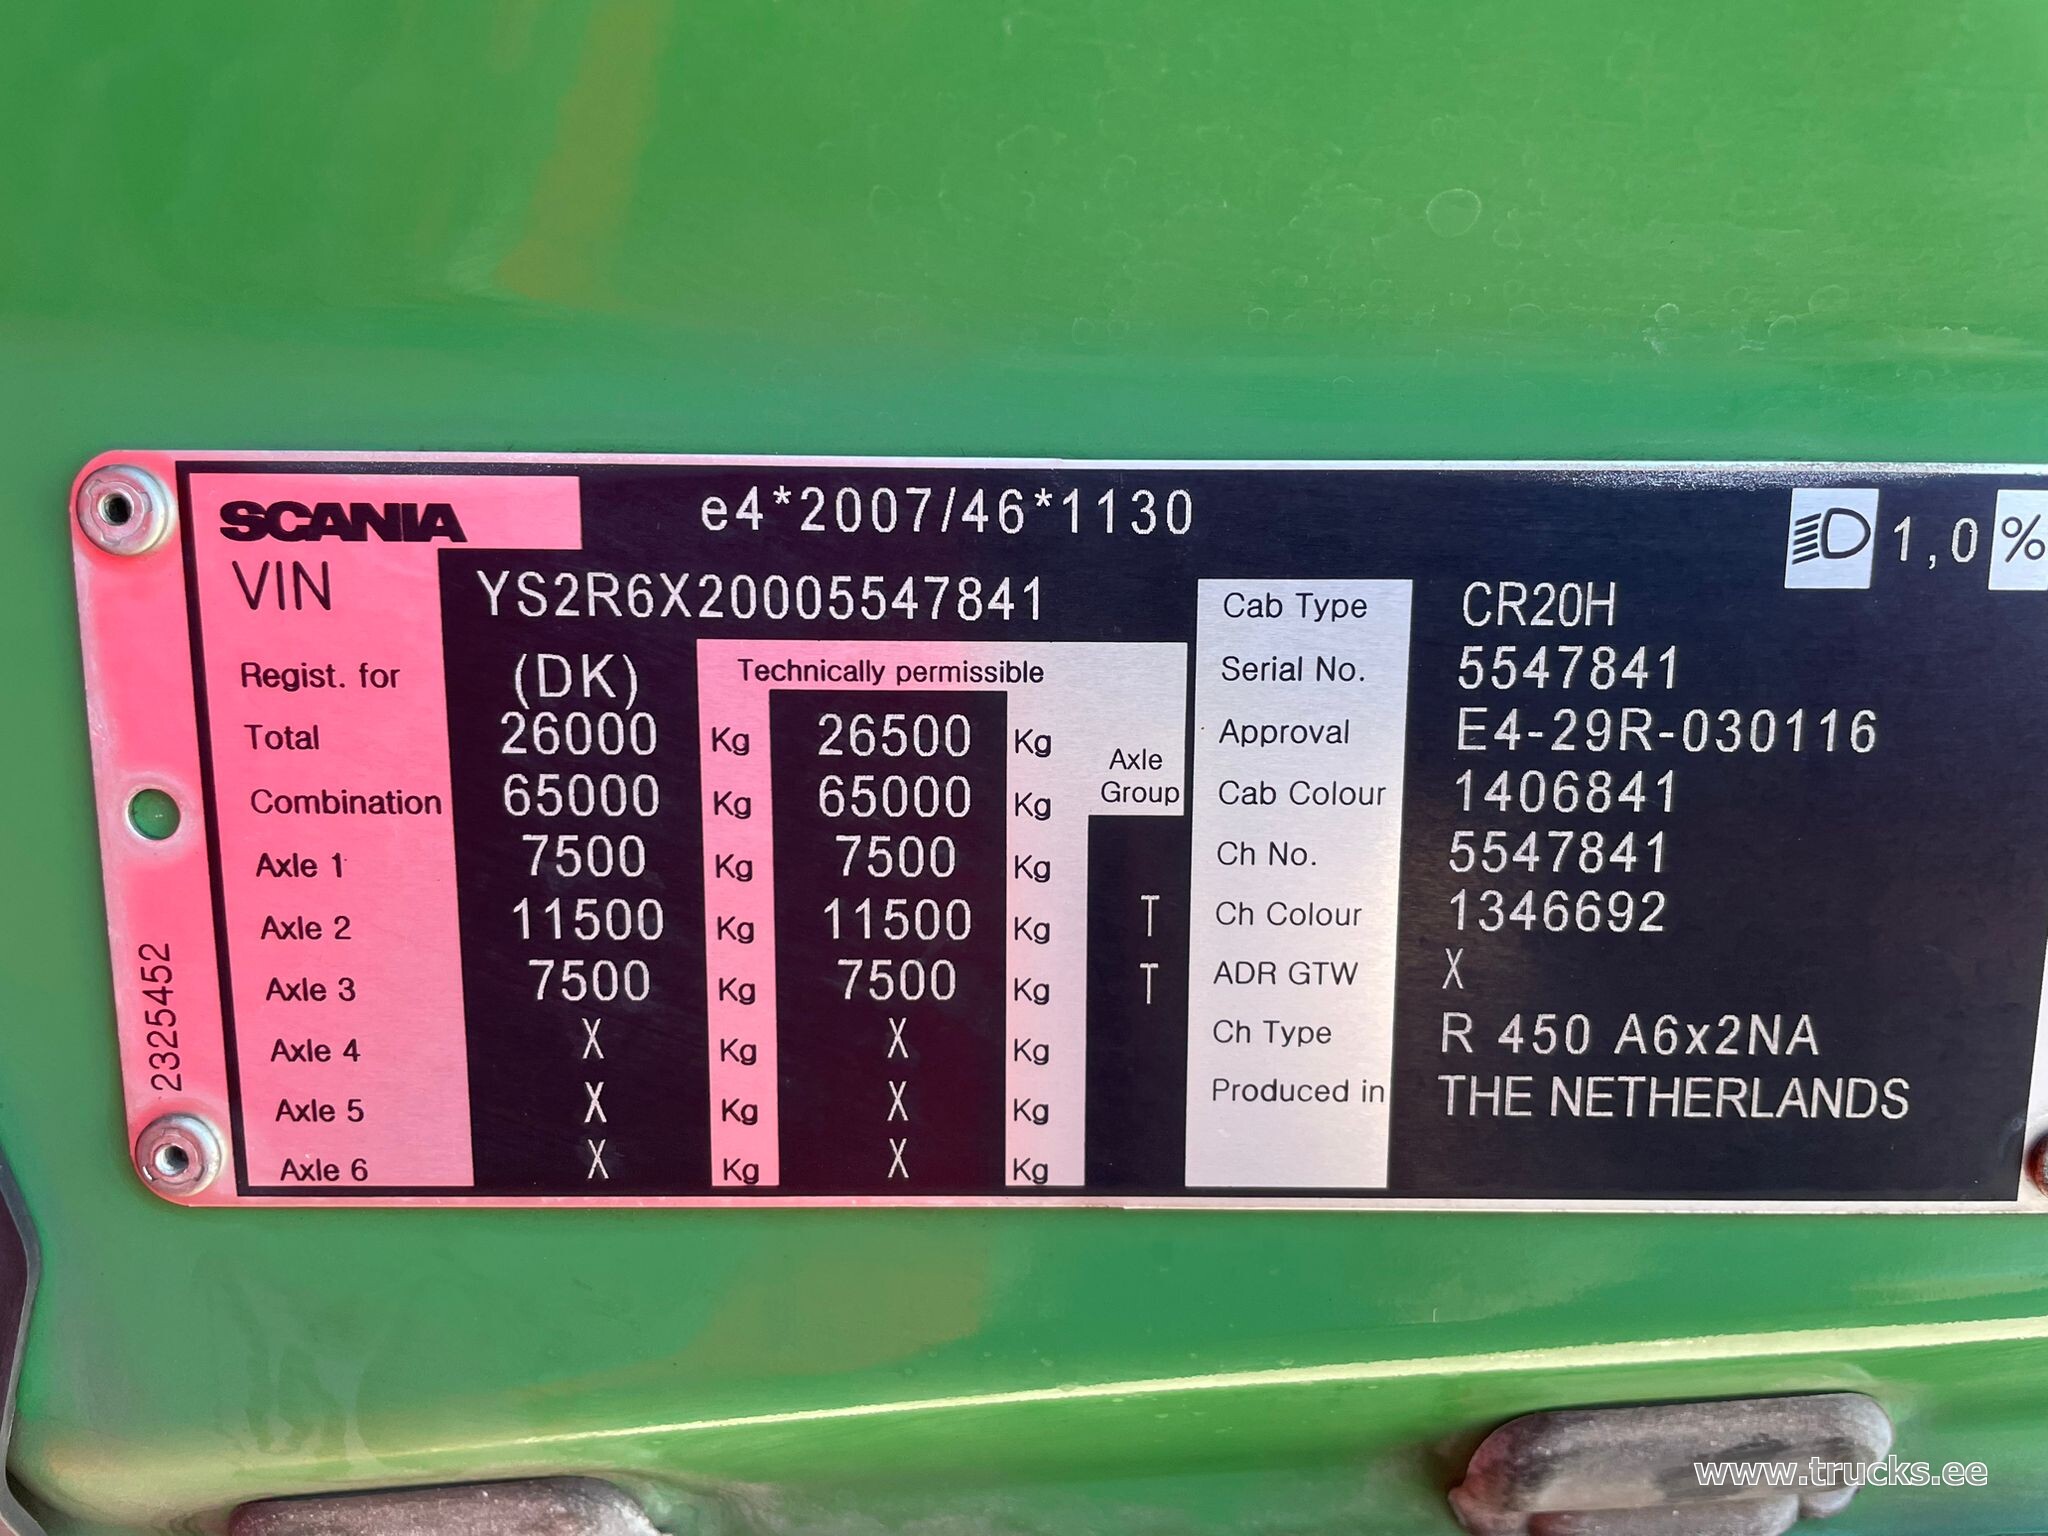 SCANIA e4*2007/46*1130 1,0 %
VIN YS2R6X20005547841
Regist. for (DK) Technically permissible
Total 26000 Kg 26500 Kg
Axle
Group
Combination 65000 Kg 65000 Kg
Axle 1 7500 Kg 7500 Kg
Axle 2 11500 Kg 11500 Kg T
Axle 3 7500 Kg 7500 Kg T
Axle 4 X Kg X Kg
Axle 5 X Kg X Kg
Axle 6 X Kg X Kg
Cab Type CR20H
Serial No. 5547841
Approval E4-29R-030116
Cab Colour 1406841
Ch No. 5547841
Ch Colour 1346692
ADR GTW X
Ch Type R 450 A6x2NA
Produced in THE NETHERLANDS
2325452
www.trucks.ee